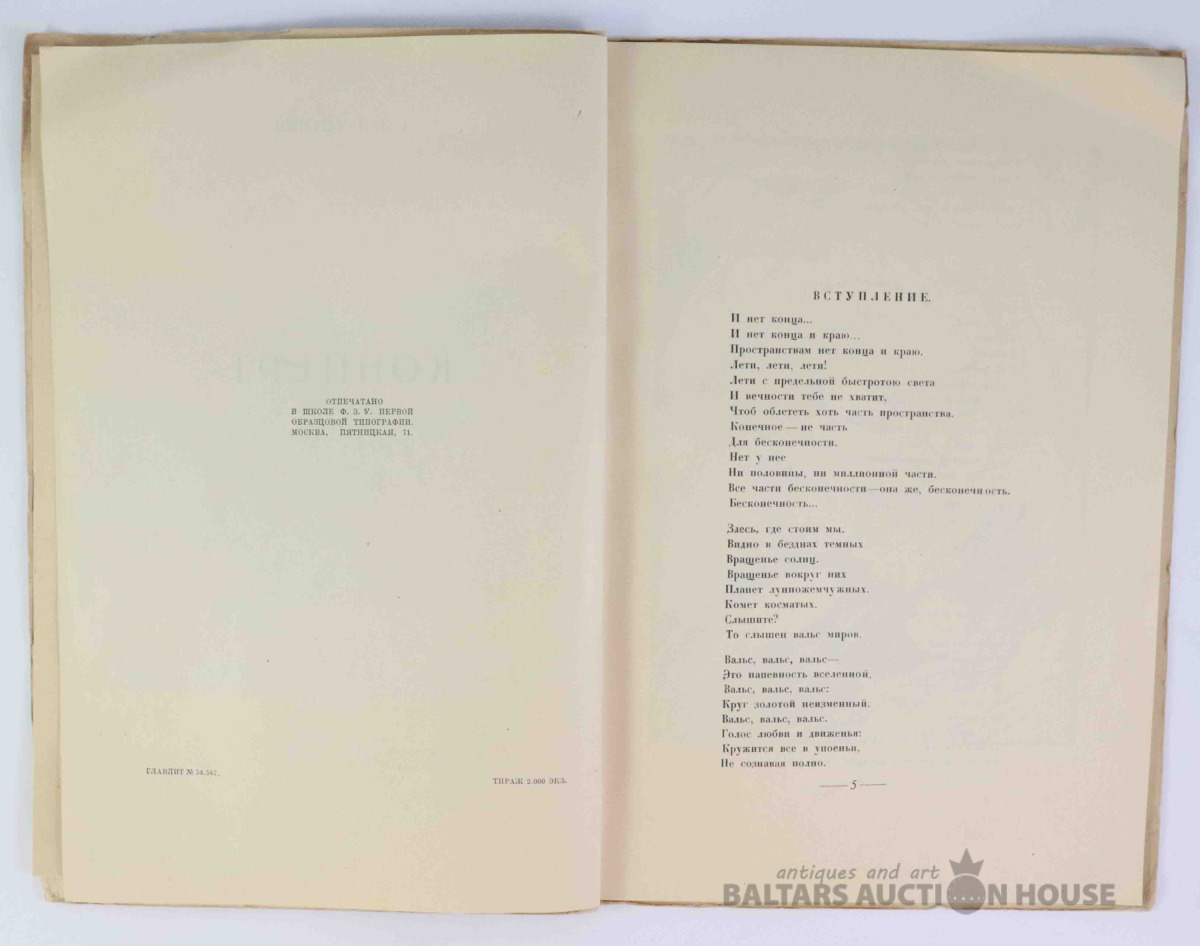 КОНЦЕРТ
ОТПЕЧАТАНО
В ШКОЛЕ Ф. З. У. ПЕРВОЙ
ОБРАЗЦОВОЙ ТИПОГРАФИИ.
МОСКВА, ПЯТНИЦКАЯ, 71.
ГЛАВЛИТ № 54.587.
ТИРАЖ 2.000 ЭКЗ.
ВСТУПЛЕНИЕ.
И нет конца...
И нет конца и краю...
Пространствам нет конца и краю.
Лети, лети, лети!
Лети с предельной быстротою света
И вечности тебе не хватит,
Чтоб облететь хоть часть пространства.
Конечное — не часть
Для бесконечности.
Нет у нее
Ни половины, ни миллионной части.
Все части бесконечности—она же, бесконечность.
Бесконечность...
Здесь, где стоим мы,
Видно в безднах темных
Вращенье солнц.
Вращенье вокруг них
Планет лунножемчужных.
Комет косматых.
Слышите?
То слышен вальс миров.
Вальс, вальс, вальс—
Это напевность вселенной,
Вальс, вальс, вальс:
Круг золотой неизменный.
Вальс, вальс, вальс.
Голос любви и движенья:
Кружится все в упоеньи,
Не сознавая полно.
— 5 —
antiques and art
BALTARS AUCTION HOUSE